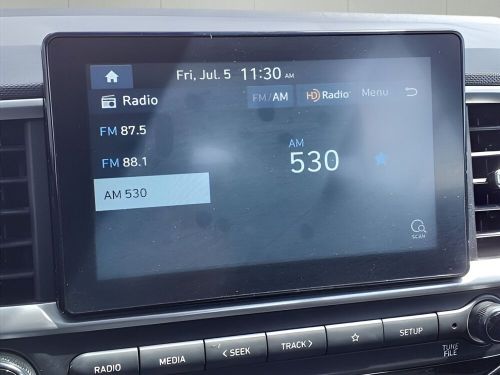 Fri, Jul. 5 11:30 AM
Radio FM/AM HD Radio Menu
FM 87.5
FM 88.1
AM 530
AM
530
SCAN
RADIO MEDIA < SEEK TRACK > SETUP TUNE
FILE